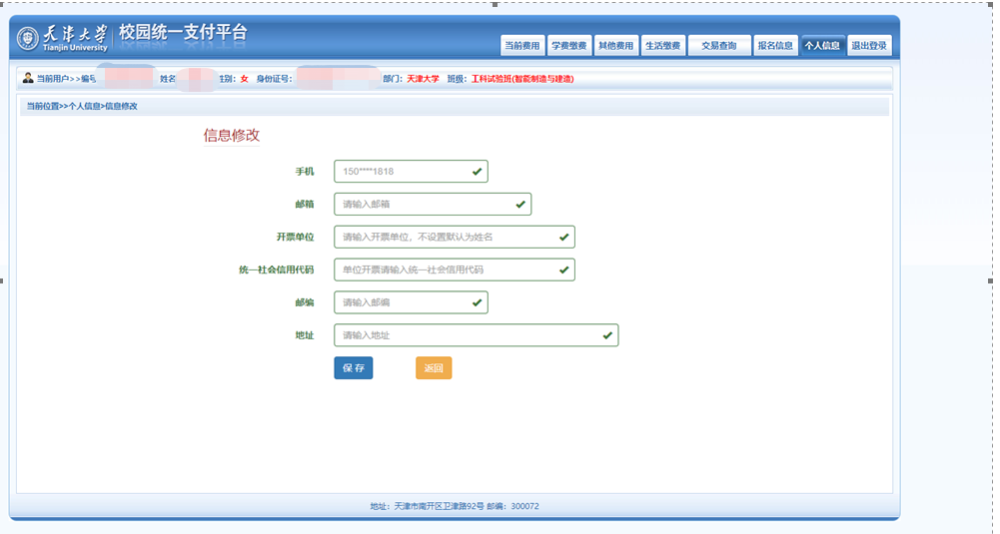 天津大学 校园统一支付平台
Tianjin University
当前费用 学费缴费 其他费用 生活缴费 交易查询 报名信息 个人信息 退出登录
当前用户>>编号 姓名 性别：女 身份证号： 部门：天津大学 班级：工科试验班(智能制造与建造)
当前位置>>个人信息>信息修改
信息修改
手机 150****1818
邮箱 请输入邮箱
开票单位 请输入开票单位，不设置默认为姓名
统一社会信用代码 单位开票请输入统一社会信用代码
邮编 请输入邮编
地址 请输入地址
保存 返回
地址：天津市南开区卫津路92号 邮编：300072